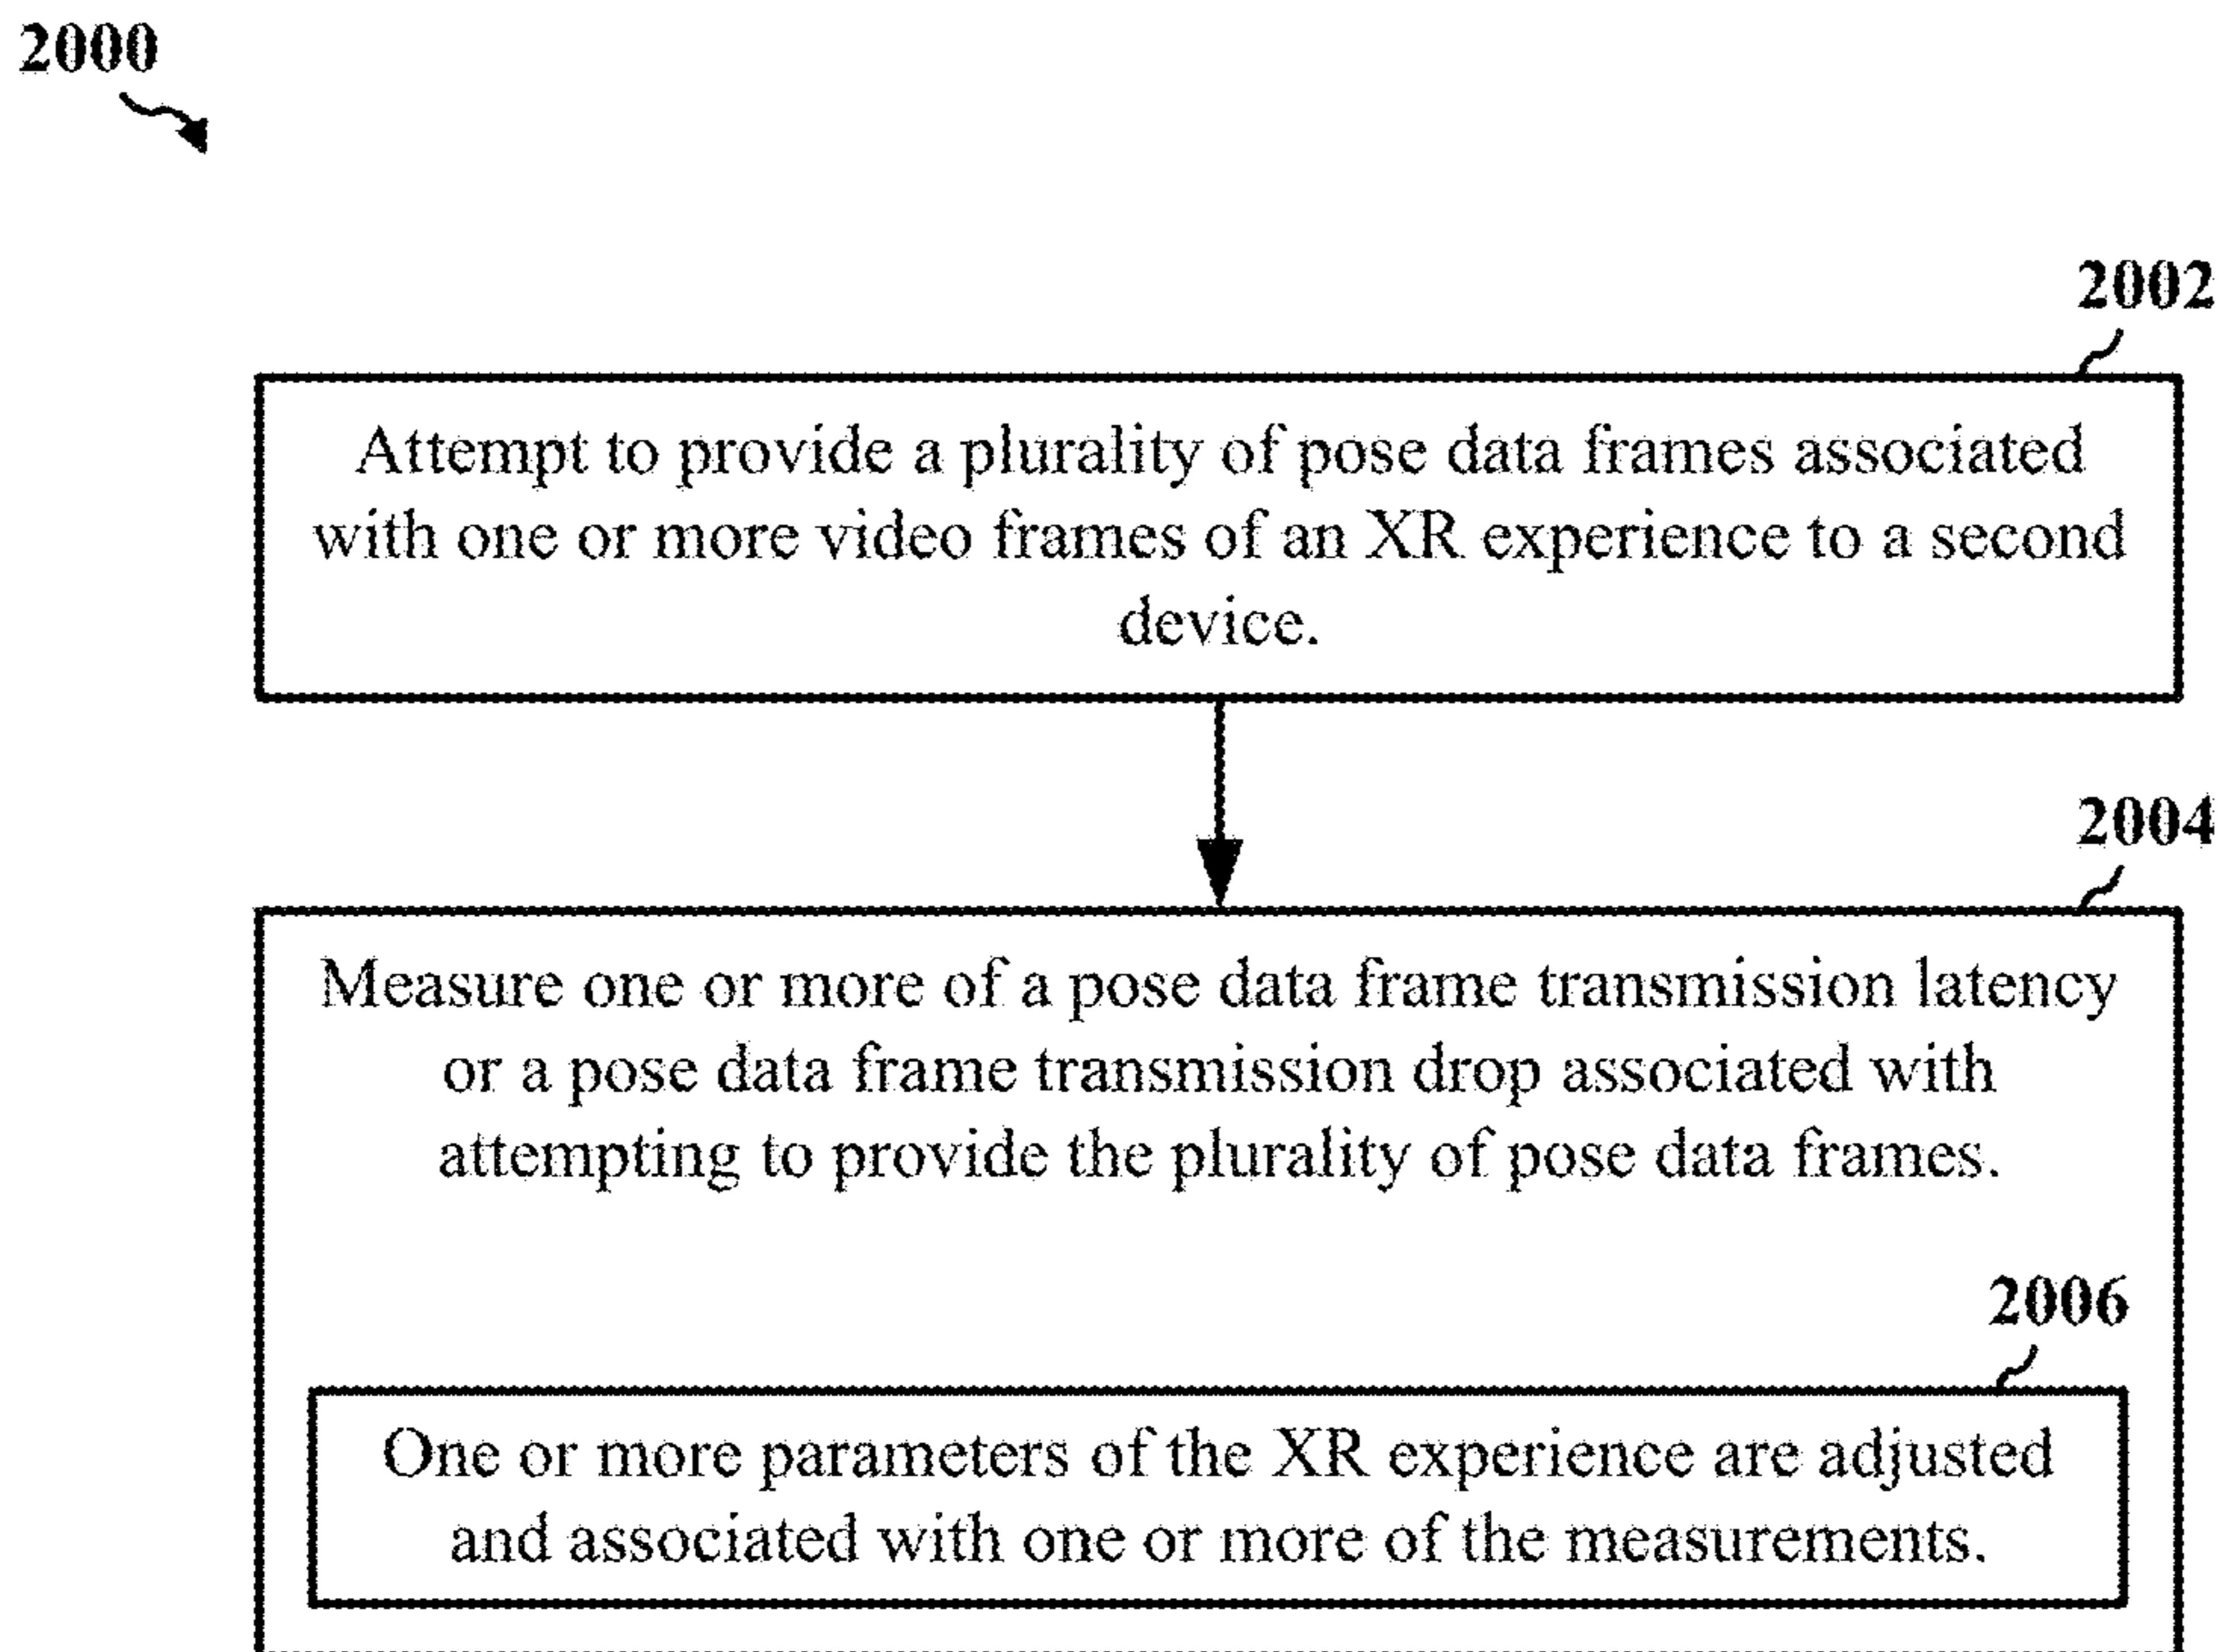 2000
2002
Attempt to provide a plurality of pose data frames associated
with one or more video frames of an XR experience to a second
device.
2004
Measure one or more of a pose data frame transmission latency
or a pose data frame transmission drop associated with
attempting to provide the plurality of pose data frames.
2006
One or more parameters of the XR experience are adjusted
and associated with one or more of the measurements.